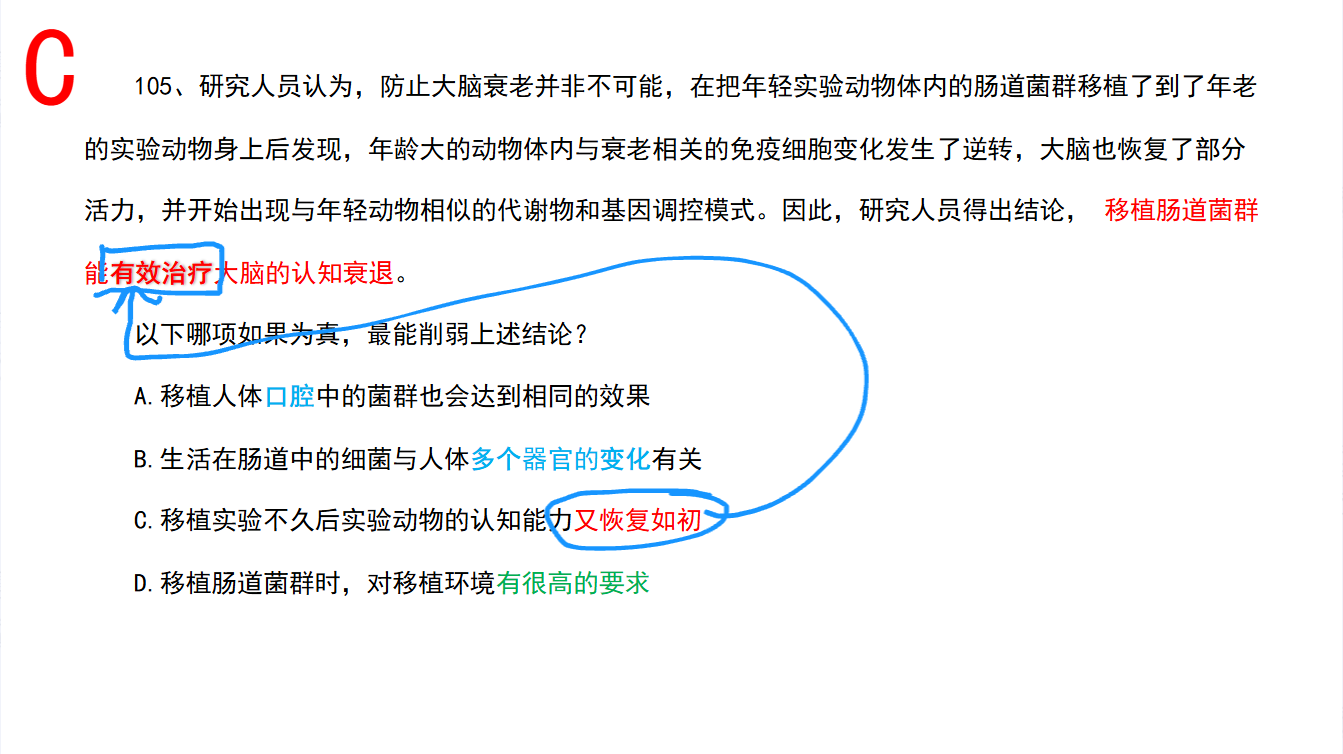 C
105、研究人员认为，防止大脑衰老并非不可能，在把年轻实验动物体内的肠道菌群移植了到了年老
的实验动物身上后发现，年龄大的动物体内与衰老相关的免疫细胞变化发生了逆转，大脑也恢复了部分
活力，并开始出现与年轻动物相似的代谢物和基因调控模式。因此，研究人员得出结论， 移植肠道菌群
能有效治疗大脑的认知衰退。
以下哪项如果为真，最能削弱上述结论？
A.移植人体口腔中的菌群也会达到相同的效果
B.生活在肠道中的细菌与人体多个器官的变化有关
C.移植实验不久后实验动物的认知能力又恢复如初
D.移植肠道菌群时，对移植环境有很高的要求